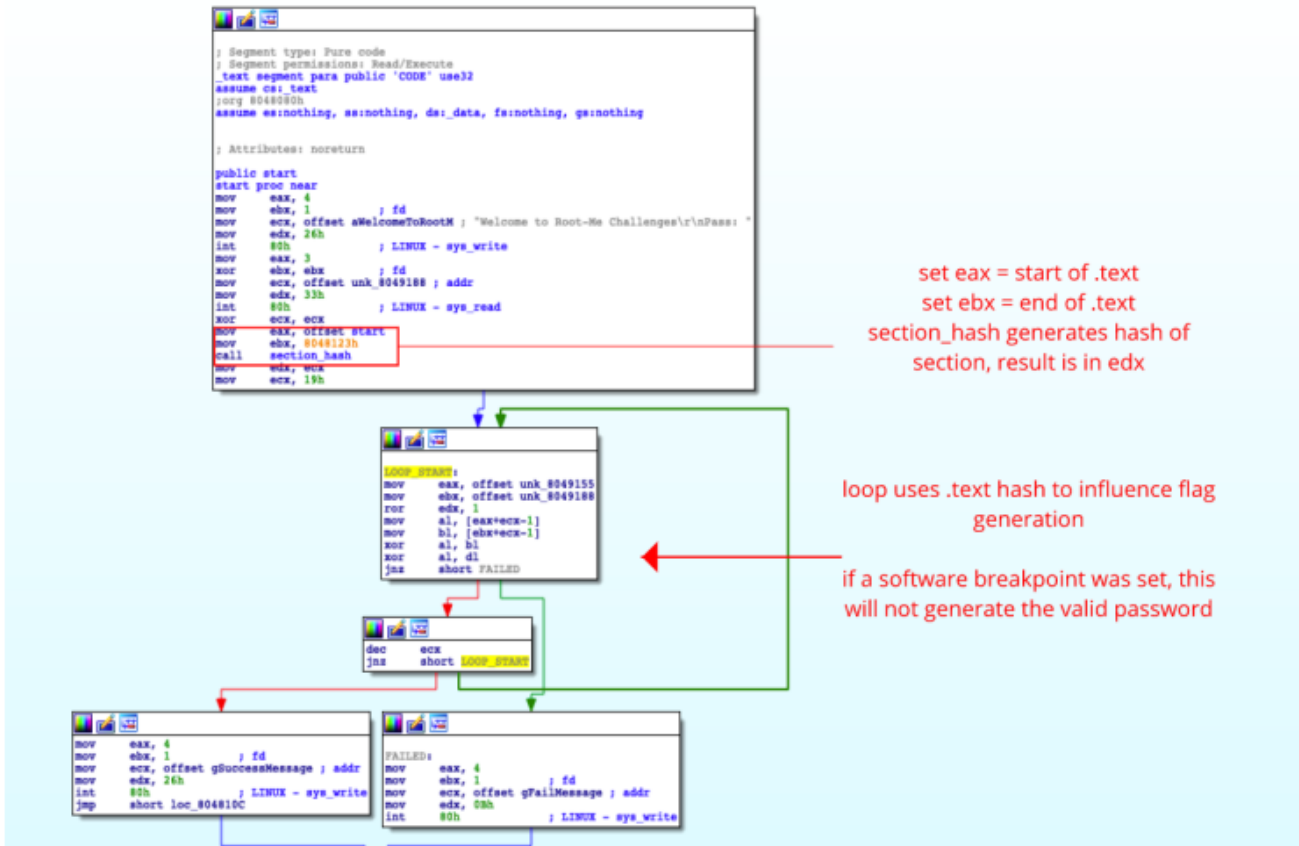 ; Segment type: Pure code
; Segment permissions: Read/Execute
_text segment para public 'CODE' use32
assume cs:_text
;org 8048080h
assume es:nothing, ss:nothing, ds:_data, fs:nothing, gs:nothing
; Attributes: noreturn
public start
start proc near
mov eax, 4
mov ebx, 1 ; fd
mov ecx, offset aWelcomeToRootM ; "Welcome to Root-Me Challenges\r\nPass: "
mov edx, 26h
int 80h ; LINUX - sys_write
mov eax, 3
xor ebx, ebx ; fd
mov ecx, offset unk_8049188 ; addr
mov edx, 33h
int 80h ; LINUX - sys_read
xor ecx, ecx
mov eax, offset start
mov ebx, 8048123h
call section_hash
mov edx, ecx
mov ecx, 19h
set eax = start of .text
set ebx = end of .text
section_hash generates hash of
section, result is in edx
LOOP_START:
mov eax, offset unk_8049155
mov ebx, offset unk_8049188
ror edx, 1
mov al, [eax+ecx-1]
mov bl, [ebx+ecx-1]
xor al, bl
xor al, dl
jnz short FAILED
loop uses .text hash to influence flag
generation
if a software breakpoint was set, this
will not generate the valid password
dec ecx
jnz short LOOP_START
mov eax, 4
mov ebx, 1 ; fd
mov ecx, offset gSuccessMessage ; addr
mov edx, 26h
int 80h ; LINUX - sys_write
jmp short loc_804810C
FAILED:
mov eax, 4
mov ebx, 1 ; fd
mov ecx, offset gFailMessage ; addr
mov edx, 0Bh
int 80h ; LINUX - sys_write